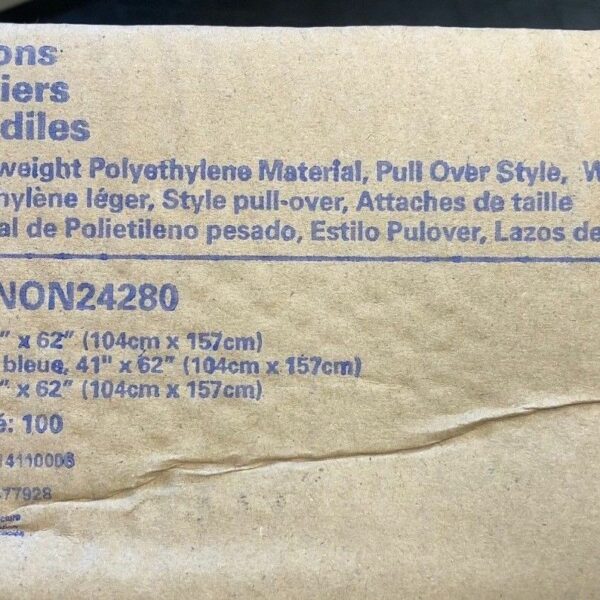 ons
iers
diles
weight Polyethylene Material, Pull Over Style, W
hylène léger, Style pull-over, Attaches de taille
al de Polietileno pesado, Estilo Pulover, Lazos de
NON24280
" x 62" (104cm x 157cm)
bleue, 41" x 62" (104cm x 157cm)
" x 62" (104cm x 157cm)
é: 100
14110008
477928